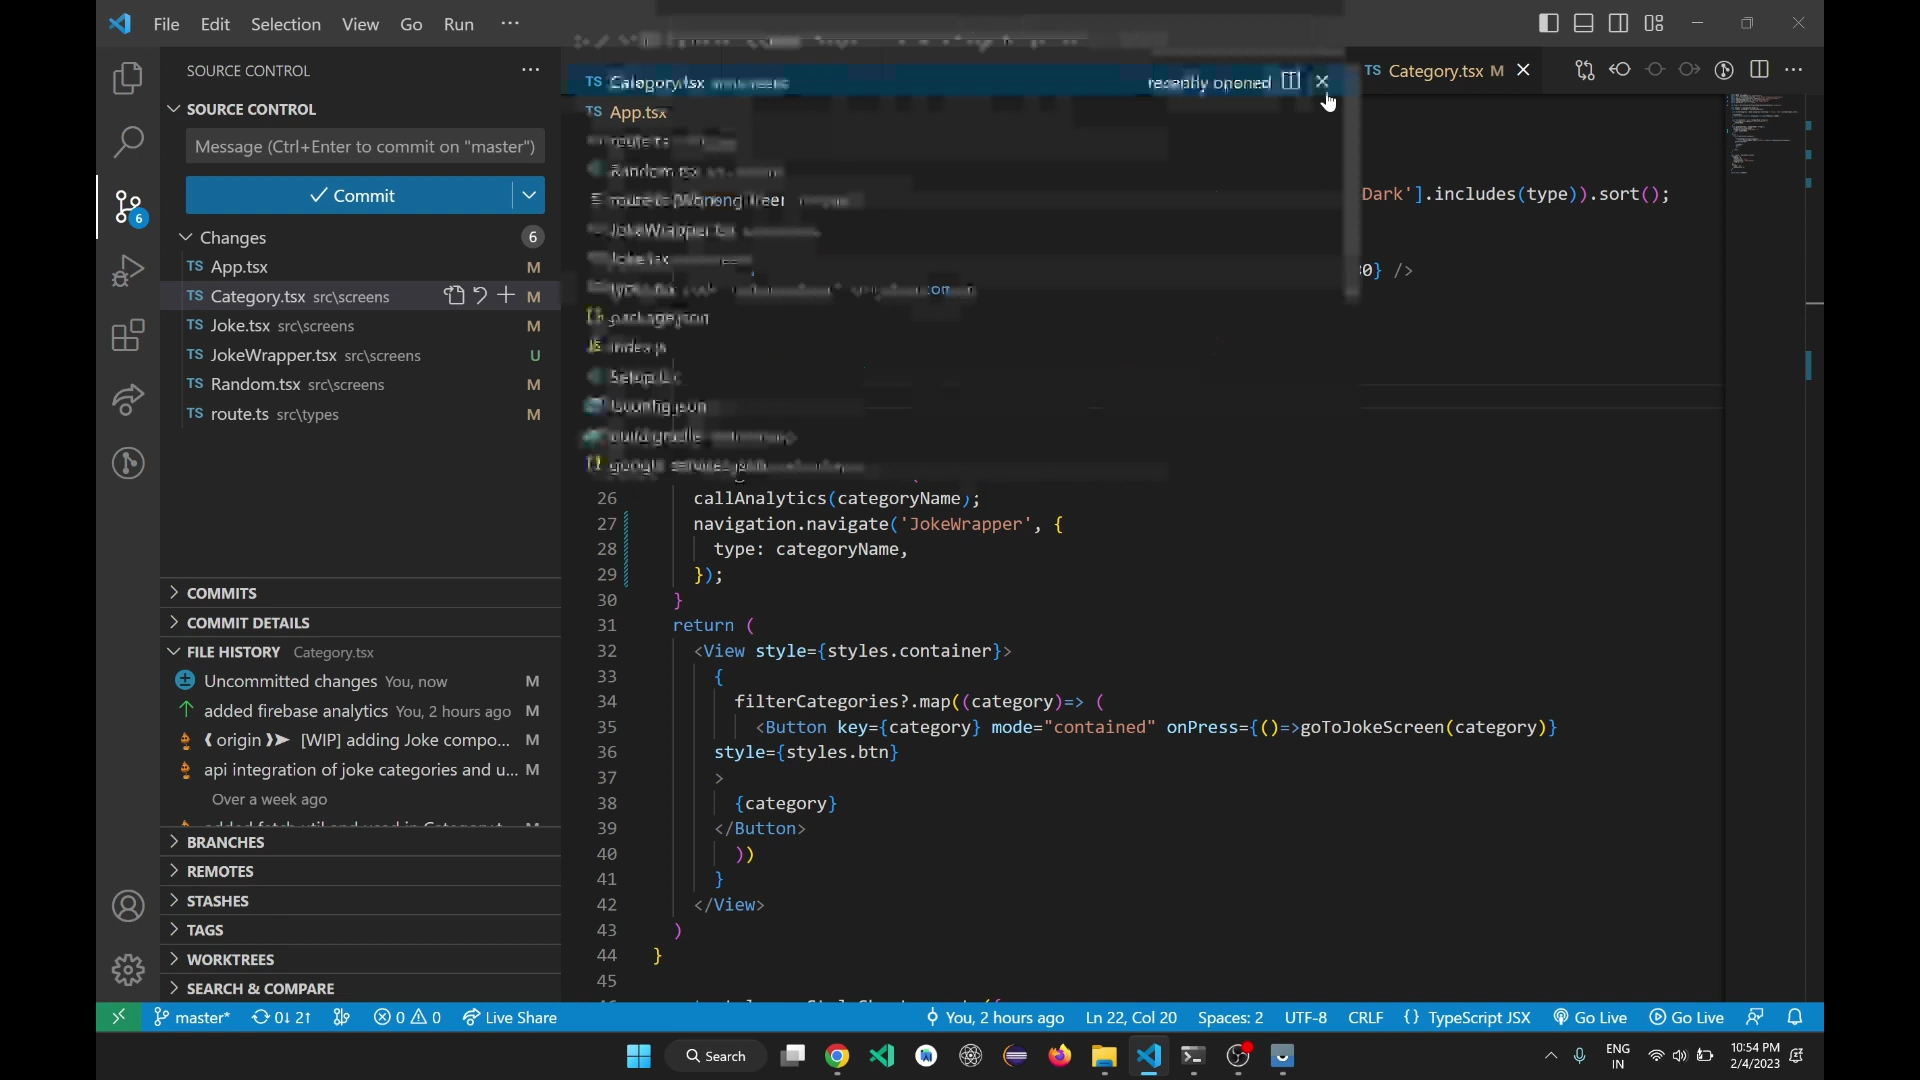 File Edit Selection View Go Run ···
SOURCE CONTROL
SOURCE CONTROL
Message (Ctrl+Enter to commit on "master")
Commit
Changes 6
TS App.tsx M
TS Category.tsx src\screens M
TS Joke.tsx src\screens M
TS JokeWrapper.tsx src\screens U
TS Random.tsx src\screens M
TS route.ts src\types M
COMMITS
COMMIT DETAILS
FILE HISTORY Category.tsx
Uncommitted changes You, now M
added firebase analytics You, 2 hours ago M
origin [WIP] adding Joke compo... M
api integration of joke categories and u... M
Over a week ago
BRANCHES
REMOTES
STASHES
TAGS
WORKTREES
SEARCH & COMPARE
6
TS Category.tsx recently opened
TS App.tsx
package.json
index.js
tsconfig.json
TS Category.tsx M
Dark'].includes(type)).sort();
} />
26 callAnalytics(categoryName);
27 navigation.navigate('JokeWrapper', {
28 type: categoryName,
29 });
30 }
31 return (
32 <View style={styles.container}>
33 {
34 filterCategories?.map((category)=> (
35 <Button key={category} mode="contained" onPress={()=>goToJokeScreen(category)}
36 style={styles.btn}
37 >
38 {category}
39 </Button>
40 ))
41 }
42 </View>
43 )
44 }
45
master* 0↓ 2↑ 0 0 Live Share You, 2 hours ago Ln 22, Col 20 Spaces: 2 UTF-8 CRLF {} TypeScript JSX Go Live Go Live
Search ENG IN 10:54 PM 2/4/2023